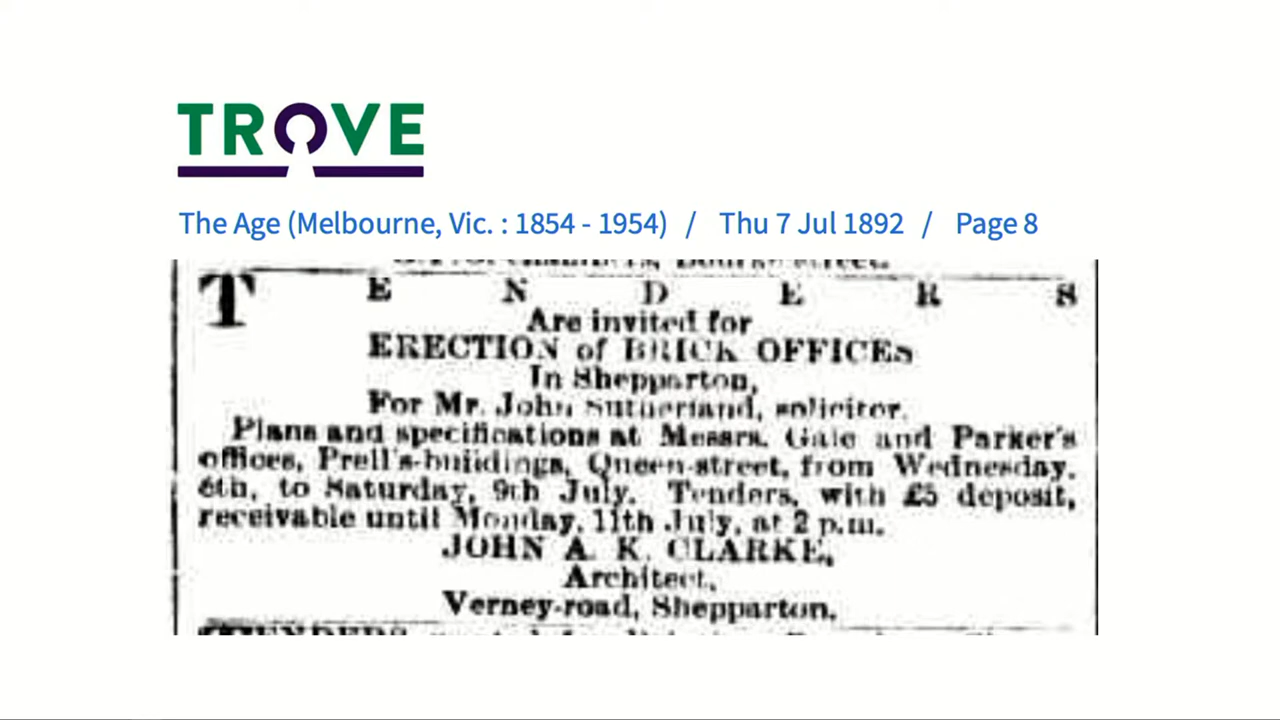 TROVE
The Age (Melbourne, Vic. : 1854 - 1954) / Thu 7 Jul 1892 / Page 8
TENDERS
Are invited for
ERECTION of BRICK OFFICES
In Shepparton,
For Mr. John Sutherland, solicitor.
Plans and specifications at Messrs. Gale and Parker's
offices, Prell's-buildings, Queen-street, from Wednesday,
6th, to Saturday, 9th July. Tenders, with £5 deposit,
receivable until Monday, 11th July, at 2 p.m.
JOHN A. K. CLARKE,
Architect,
Verney-road, Shepparton.